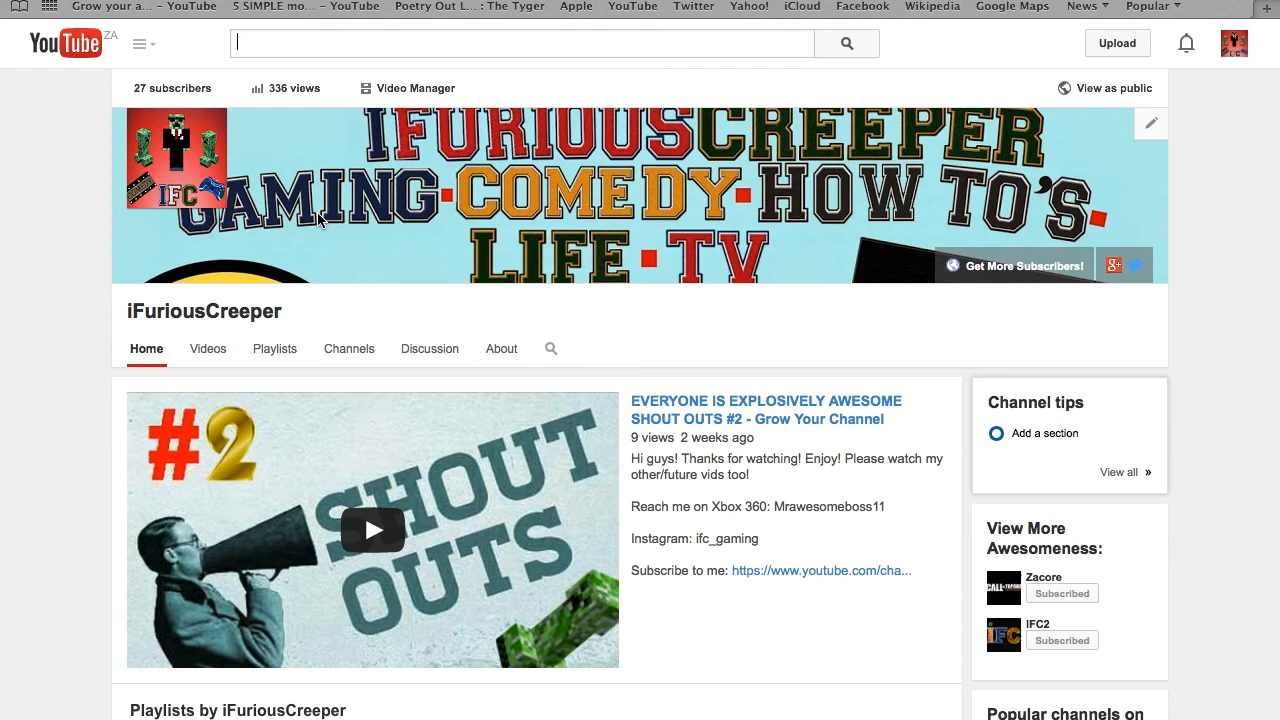 Grow your a... – YouTube
5 SIMPLE mo... – YouTube
Poetry Out L... : The Tyger
Apple
YouTube
Twitter
Yahoo!
iCloud
Facebook
Wikipedia
Google Maps
News
Popular
YouTube ZA
Upload
27 subscribers
336 views
Video Manager
View as public
IFURIOUSCREEPER
GAMING COMEDY HOW TO'S
LIFE TV
IFC
Get More Subscribers!
iFuriousCreeper
Home
Videos
Playlists
Channels
Discussion
About
#2
SHOUT
OUTS
EVERYONE IS EXPLOSIVELY AWESOME
SHOUT OUTS #2 - Grow Your Channel
9 views 2 weeks ago
Hi guys! Thanks for watching! Enjoy! Please watch my
other/future vids too!
Reach me on Xbox 360: Mrawesomeboss11
Instagram: ifc_gaming
Subscribe to me: https://www.youtube.com/cha...
Channel tips
Add a section
View all »
View More
Awesomeness:
Zacore
Subscribed
IFC2
IFC
Subscribed
Playlists by iFuriousCreeper
Popular channels on